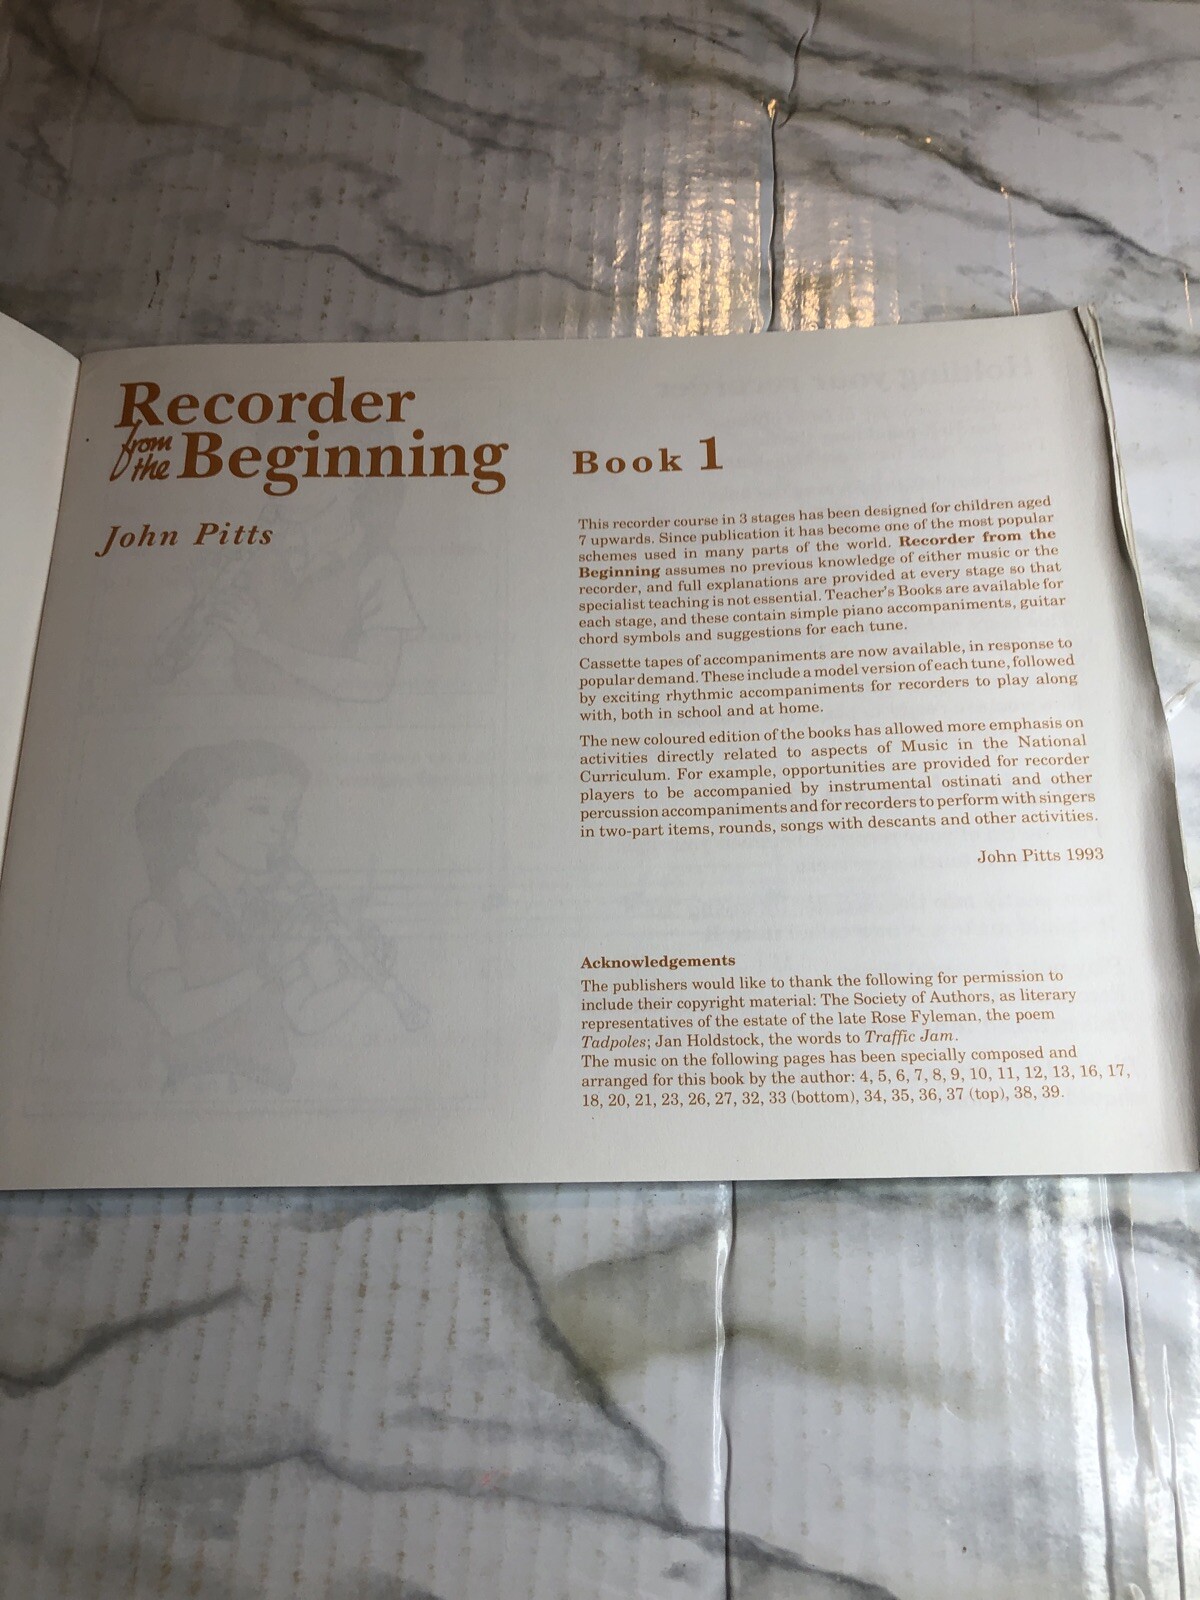 Recorder
from the Beginning
John Pitts
Book 1
This recorder course in 3 stages has been designed for children aged
7 upwards. Since publication it has become one of the most popular
schemes used in many parts of the world. Recorder from the
Beginning assumes no previous knowledge of either music or the
recorder, and full explanations are provided at every stage so that
specialist teaching is not essential. Teacher's Books are available for
each stage, and these contain simple piano accompaniments, guitar
chord symbols and suggestions for each tune.
Cassette tapes of accompaniments are now available, in response to
popular demand. These include a model version of each tune, followed
by exciting rhythmic accompaniments for recorders to play along
with, both in school and at home.
The new coloured edition of the books has allowed more emphasis on
activities directly related to aspects of Music in the National
Curriculum. For example, opportunities are provided for recorder
players to be accompanied by instrumental ostinati and other
percussion accompaniments and for recorders to perform with singers
in two-part items, rounds, songs with descants and other activities.
John Pitts 1993
Acknowledgements
The publishers would like to thank the following for permission to
include their copyright material: The Society of Authors, as literary
representatives of the estate of the late Rose Fyleman, the poem
Tadpoles; Jan Holdstock, the words to Traffic Jam.
The music on the following pages has been specially composed and
arranged for this book by the author: 4, 5, 6, 7, 8, 9, 10, 11, 12, 13, 16, 17,
18, 20, 21, 23, 26, 27, 32, 33 (bottom), 34, 35, 36, 37 (top), 38, 39.